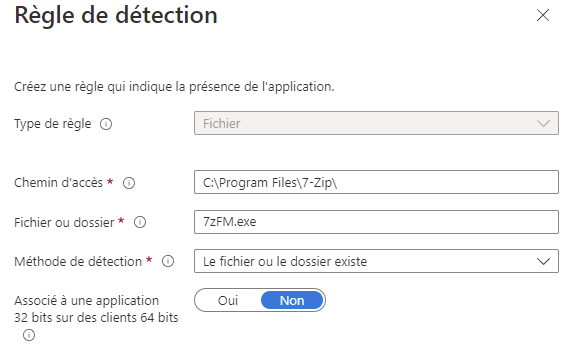 Règle de détection
Créez une règle qui indique la présence de l'application.
Type de règle
Fichier
Chemin d'accès *
C:\Program Files\7-Zip\
Fichier ou dossier *
7zFM.exe
Méthode de détection *
Le fichier ou le dossier existe
Associé à une application
32 bits sur des clients 64 bits
Oui Non